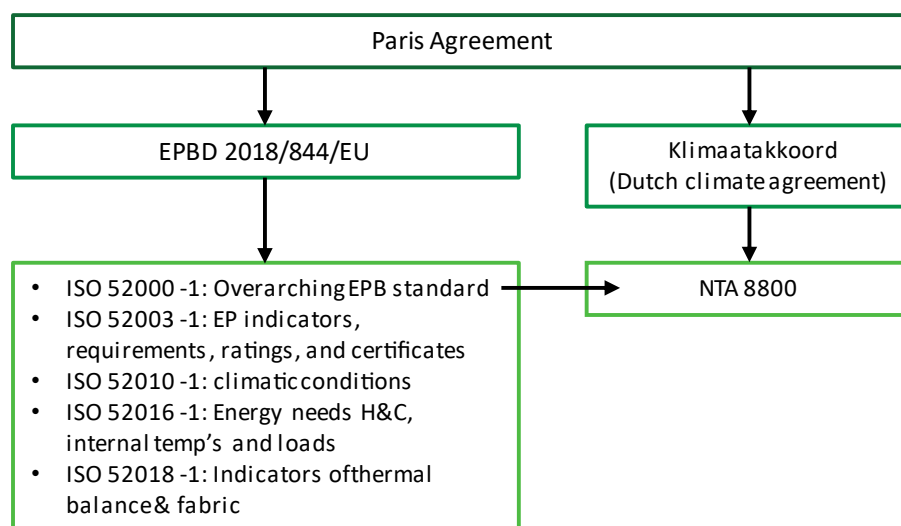 Paris Agreement
EPBD 2018/844/EU
Klimaatakkoord
(Dutch climate agreement)
• ISO 52000 -1: Overarching EPB standard
• ISO 52003 -1: EP indicators,
requirements, ratings, and certificates
• ISO 52010 -1: climatic conditions
• ISO 52016 -1: Energy needs H&C,
internal temp's and loads
• ISO 52018 -1: Indicators ofthermal
balance & fabric
NTA 8800